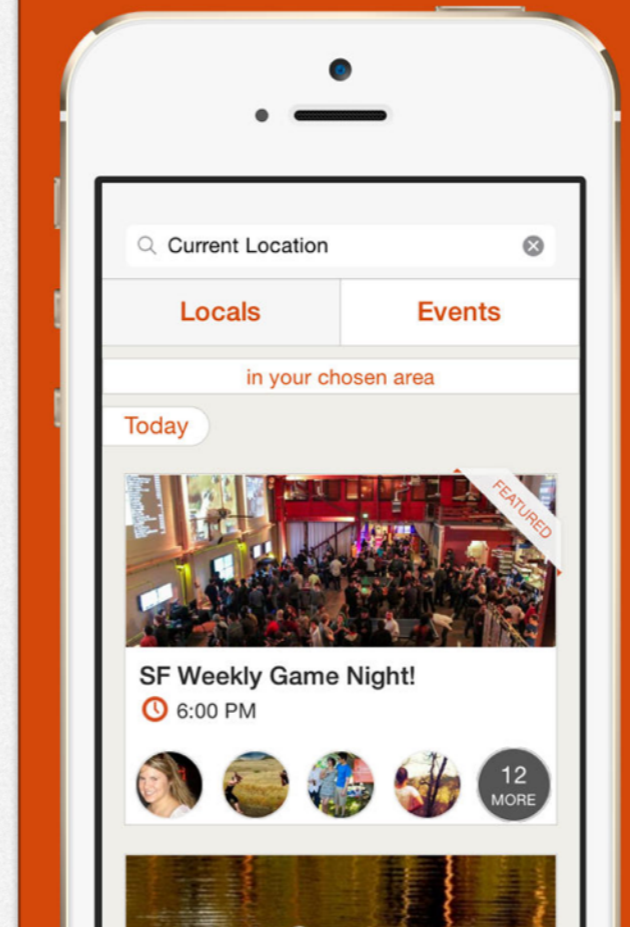 Current Location
Locals
Events
in your chosen area
Today
FEATURED
SF Weekly Game Night!
6:00 PM
12
MORE